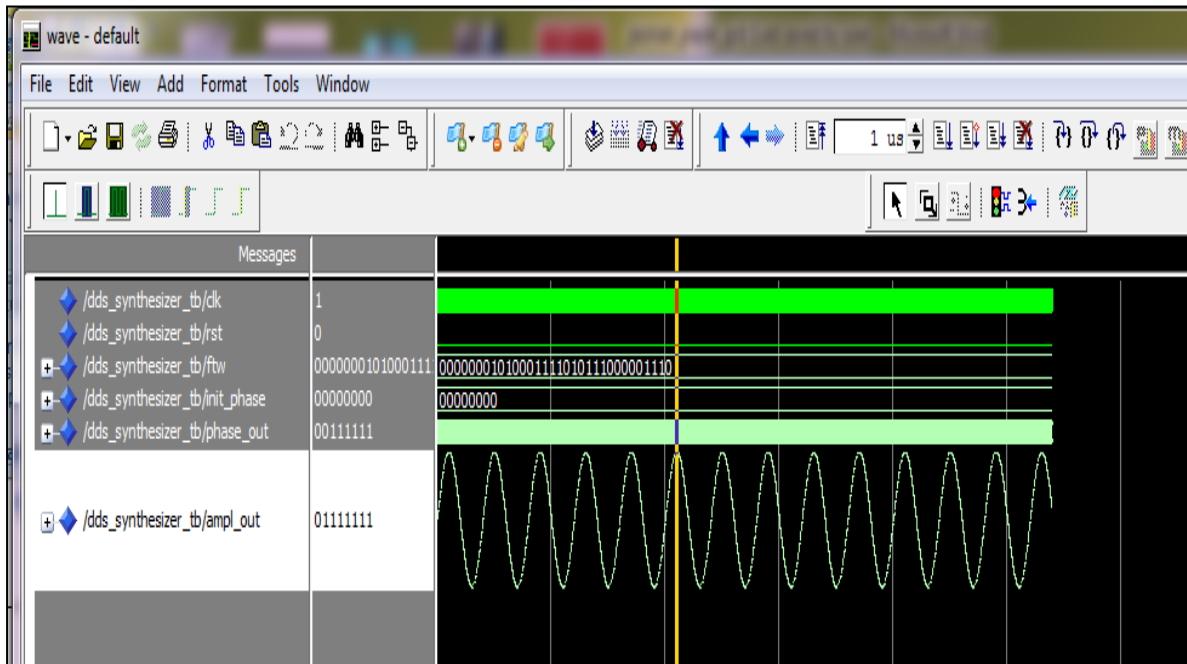 wave - default
File Edit View Add Format Tools Window
1 us
Messages
/dds_synthesizer_tb/clk 1
/dds_synthesizer_tb/rst 0
/dds_synthesizer_tb/ftw 00000001010001111 00000001010001111010111000001110
/dds_synthesizer_tb/init_phase 00000000 00000000
/dds_synthesizer_tb/phase_out 00111111
/dds_synthesizer_tb/ampl_out 01111111